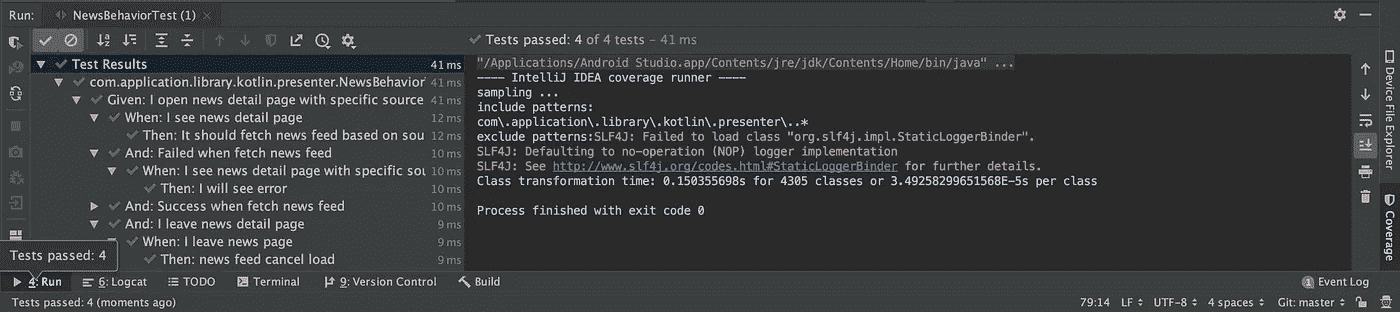 Run: NewsBehaviorTest (1)
Tests passed: 4 of 4 tests – 41 ms
Test Results 41 ms
com.application.library.kotlin.presenter.NewsBehavior 41 ms
Given: I open news detail page with specific source 41 ms
When: I see news detail page 12 ms
Then: It should fetch news feed based on sou 12 ms
And: Failed when fetch news feed 10 ms
When: I see news detail page with specific sou 10 ms
Then: I will see error 10 ms
And: Success when fetch news feed 10 ms
And: I leave news detail page 9 ms
When: I leave news page 9 ms
Then: news feed cancel load 9 ms
Tests passed: 4
"/Applications/Android Studio.app/Contents/jre/jdk/Contents/Home/bin/java" ...
---- IntelliJ IDEA coverage runner ----
sampling ...
include patterns:
com\.application\.library\.kotlin\.presenter\..*
exclude patterns:SLF4J: Failed to load class "org.slf4j.impl.StaticLoggerBinder".
SLF4J: Defaulting to no-operation (NOP) logger implementation
SLF4J: See http://www.slf4j.org/codes.html#StaticLoggerBinder for further details.
Class transformation time: 0.150355698s for 4305 classes or 3.49258299651568E-5s per class
Process finished with exit code 0
Device File Explorer
Coverage
4: Run 6: Logcat TODO Terminal 9: Version Control Build 1 Event Log
Tests passed: 4 (moments ago) 79:14 LF UTF-8 4 spaces Git: master